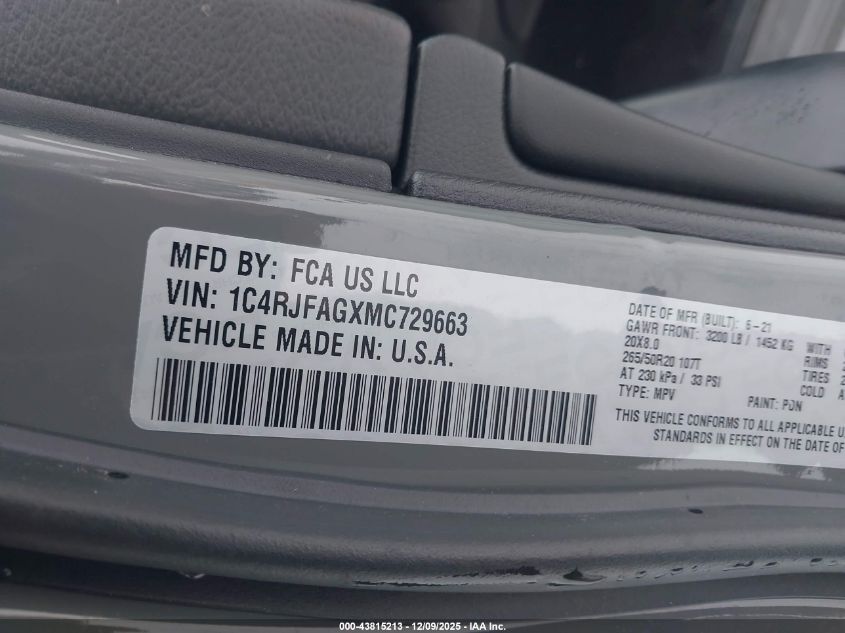 MFD BY: FCA US LLC
VIN: 1C4RJFAGXMC729663
VEHICLE MADE IN: U.S.A.
DATE OF MFR (BUILT): 6-21
GAWR FRONT: 3200 LB / 1452 KG WITH
20X8.0 RIMS
265/50R20 107T TIRES
AT 230 kPa / 33 PSI COLD
TYPE: MPV PAINT: PDN
THIS VEHICLE CONFORMS TO ALL APPLICABLE
STANDARDS IN EFFECT ON THE DATE OF
000-43815213 - 12/09/2025 - IAA Inc.